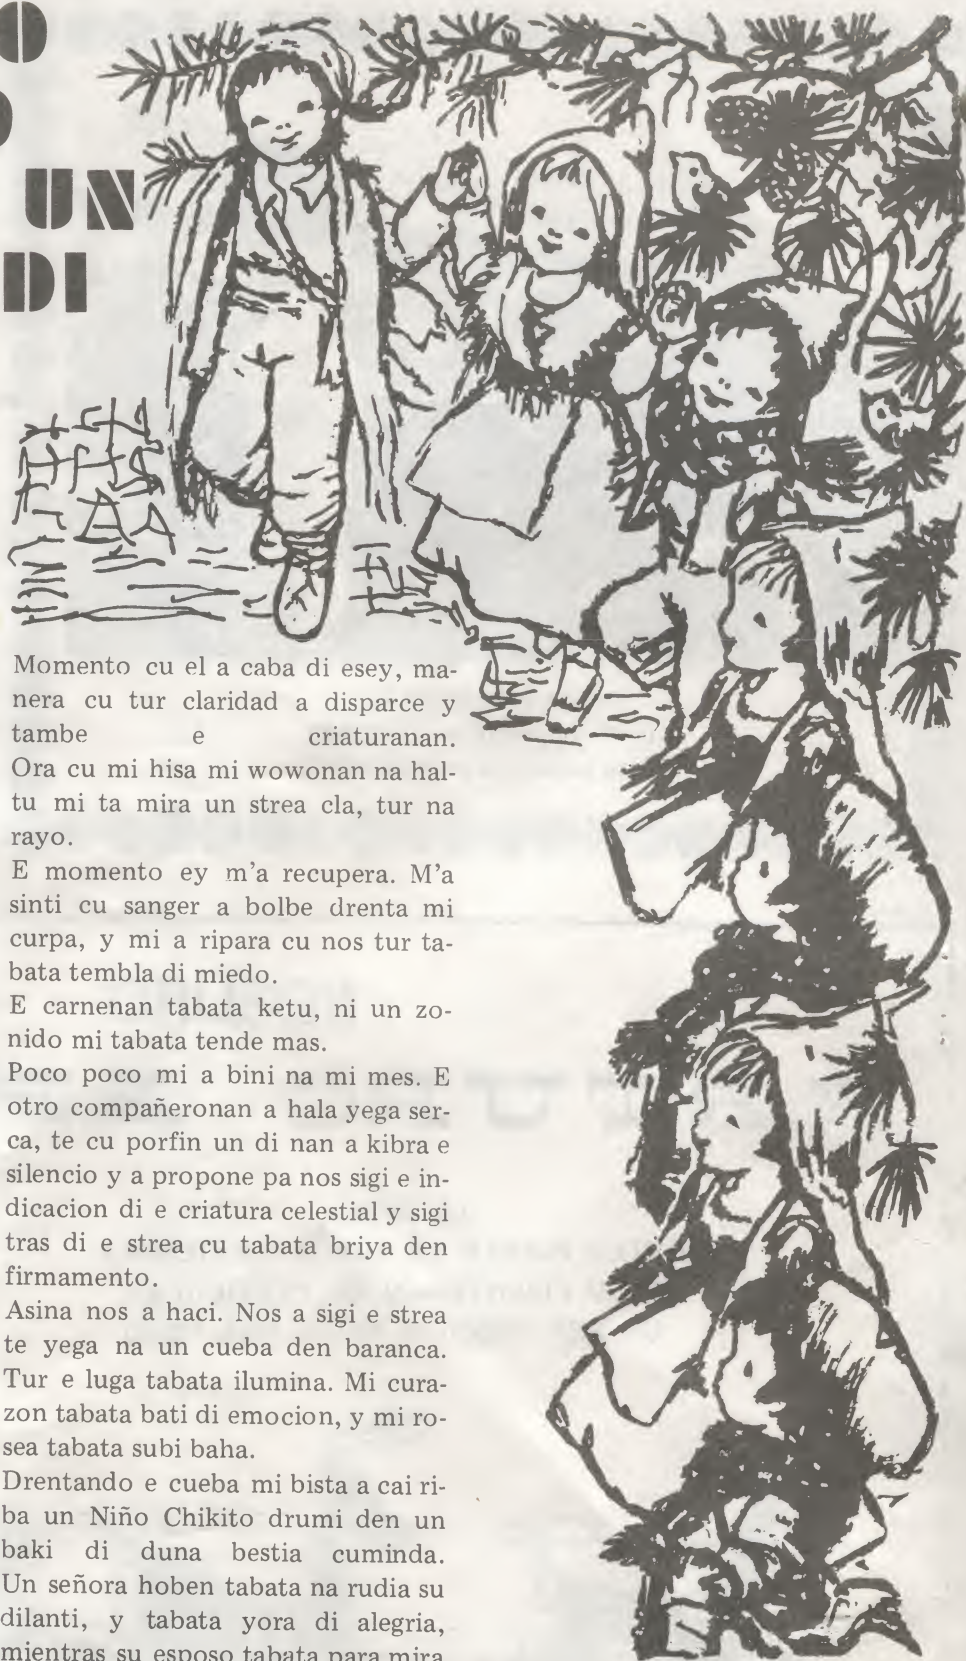 UN
DI
Momento cu el a caba di esey, ma-
nera cu tur claridad a disparce y
tambe e criaturanan.
Ora cu mi hisa mi wowonan na hal-
tu mi ta mira un strea cla, tur na
rayo.
E momento ey m'a recupera. M'a
sinti cu sanger a bolbe drenta mi
curpa, y mi a ripara cu nos tur ta-
bata tembla di miedo.
E carnenan tabata ketu, ni un zo-
nido mi tabata tende mas.
Poco poco mi a bini na mi mes. E
otro compañeronan a hala yega ser-
ca, te cu porfin un di nan a kibra e
silencio y a propone pa nos sigi e in-
dicacion di e criatura celestial y sigi
tras di e strea cu tabata briya den
firmamento.
Asina nos a haci. Nos a sigi e strea
te yega na un cueba den baranca.
Tur e luga tabata ilumina. Mi cura-
zon tabata bati di emocion, y mi ro-
sea tabata subi baha.
Drentando e cueba mi bista a cai ri-
ba un Niño Chikito drumi den un
baki di duna bestia cuminda.
Un señora hoben tabata na rudia su
dilanti, y tabata yora di alegria,
mientras su esposo tabata para mira